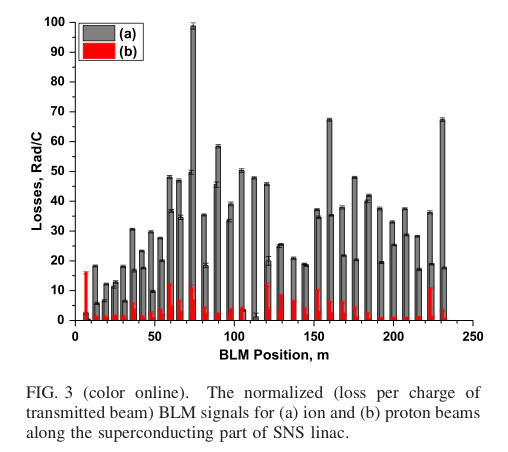 100
90
80
70
60
50
40
30
20
10
0
Losses, Rad/C
(a)
(b)
0 50 100 150 200 250
BLM Position, m
FIG. 3 (color online). The normalized (loss per charge of
transmitted beam) BLM signals for (a) ion and (b) proton beams
along the superconducting part of SNS linac.